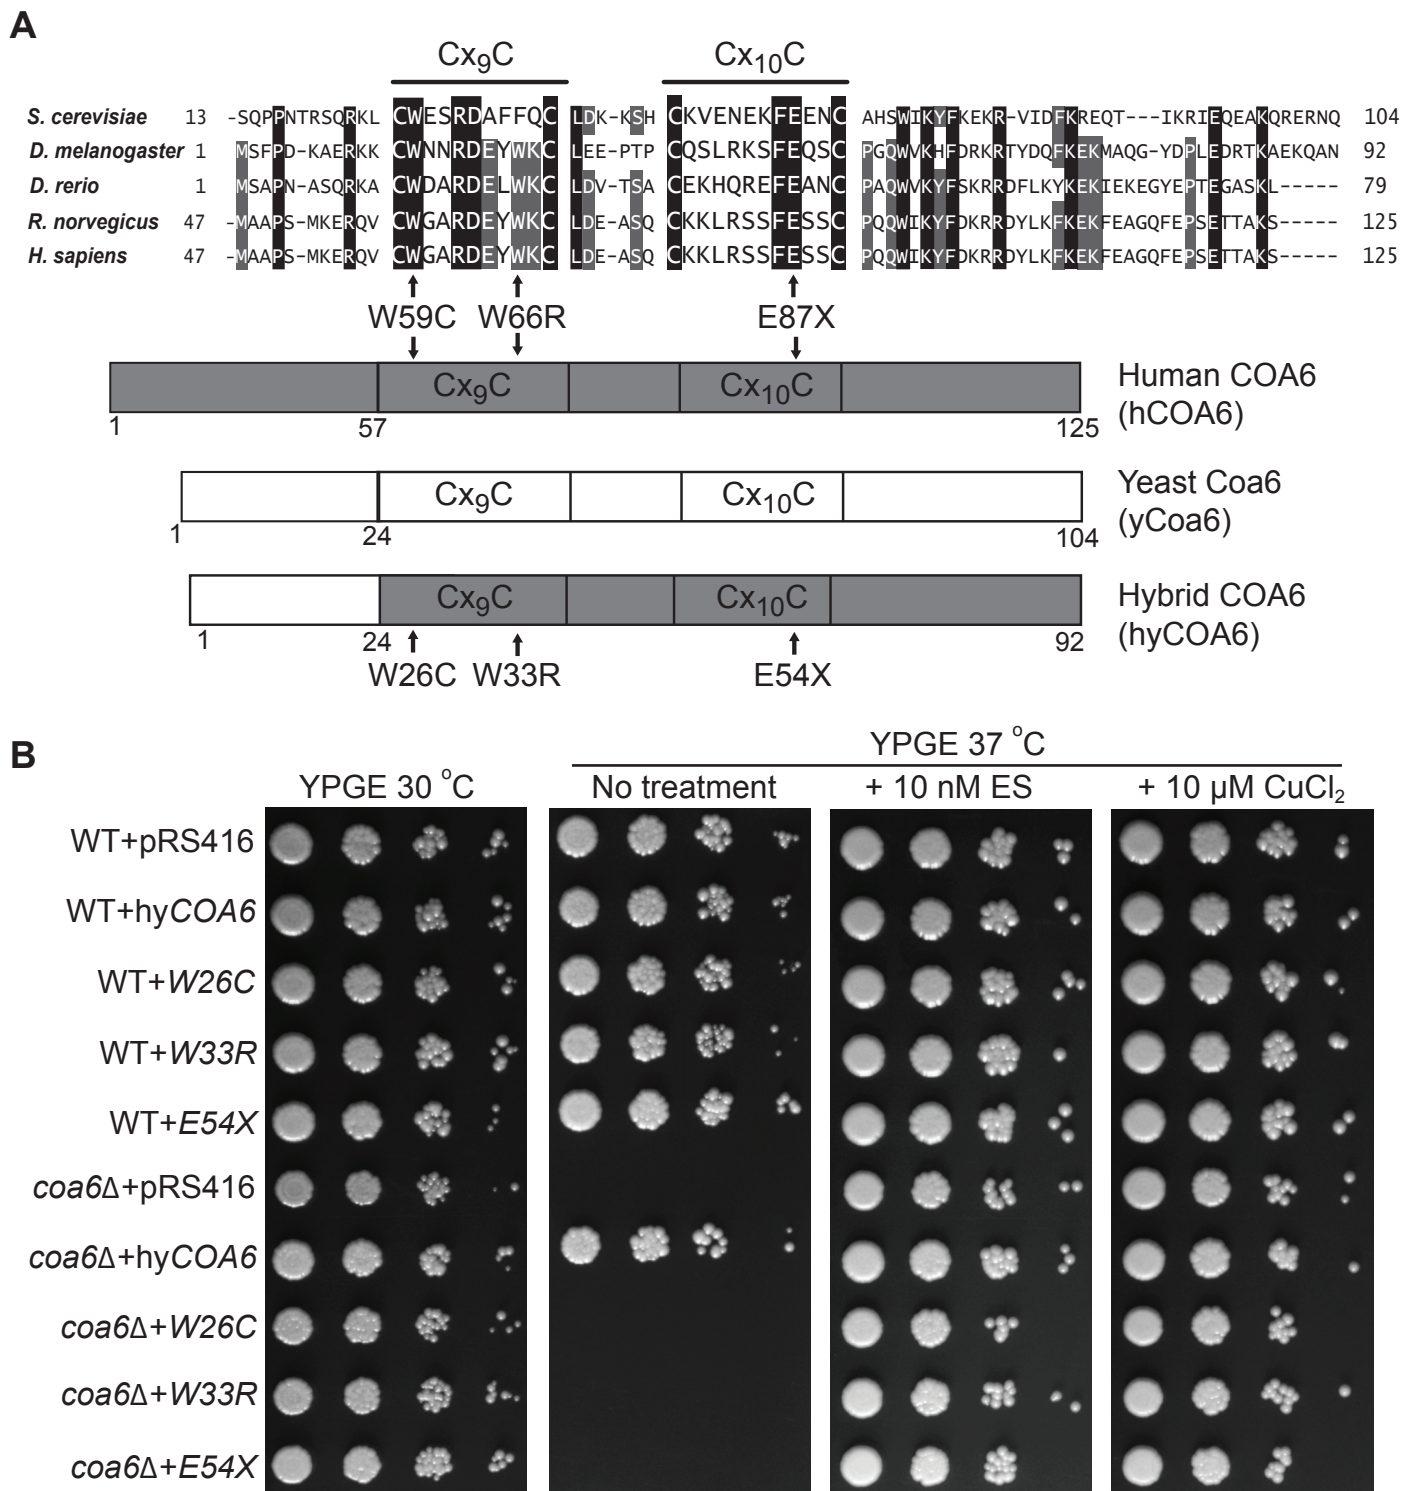 A
Cx9C Cx10C
S. cerevisiae 13 -SQPPNTRSQRKL CWESRDAFFQC LDK-KSH CKVENEKFEENC AHSWIKYFKEKR-VIDFKREQT---IKRIEQEAKQRERNQ 104
D. melanogaster 1 MSFPD-KAERKK CWNNRDEYWKC LEE-PTP CQSLRKSFEQSC PGQWVKHFDRKRTYDQFKEKMAQG-YDPLEDRTKAEKQAN 92
D. rerio 1 MSAPN-ASQRKA CWDARDELWKC LDV-TSA CEKHQREFEANC PAQWVKYFSKRRDFLKYKEKIEKEGYEPTEGASKL----- 79
R. norvegicus 47 -MAAPS-MKERQV CWGARDEYWKC LDE-ASQ CKKLRSSFESSC PQQWIKYFDKRRDYLKFKEKFEAGQFEPSETTAKS----- 125
H. sapiens 47 -MAAPS-MKERQV CWGARDEYWKC LDE-ASQ CKKLRSSFESSC PQQWIKYFDKRRDYLKFKEKFEAGQFEPSETTAKS----- 125
W59C W66R E87X
Cx9C Cx10C Human COA6
(hCOA6)
1 57 125
Cx9C Cx10C Yeast Coa6
(yCoa6)
1 24 104
Cx9C Cx10C Hybrid COA6
(hyCOA6)
1 24 92
W26C W33R E54X
B
YPGE 37 °C
YPGE 30 °C No treatment + 10 nM ES + 10 µM CuCl2
WT+pRS416
WT+hyCOA6
WT+W26C
WT+W33R
WT+E54X
coa6Δ+pRS416
coa6Δ+hyCOA6
coa6Δ+W26C
coa6Δ+W33R
coa6Δ+E54X